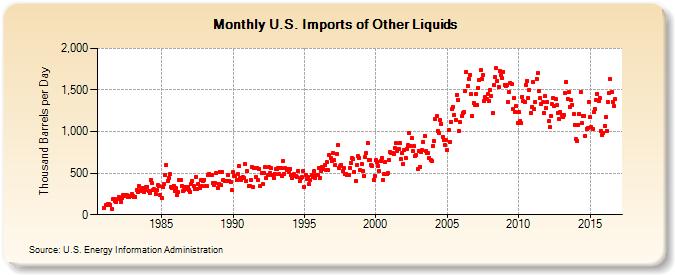 Monthly U.S. Imports of Other Liquids
Thousand Barrels per Day
2,000
1,500
1,000
500
0
1985 1990 1995 2000 2005 2010 2015
Source: U.S. Energy Information Administration